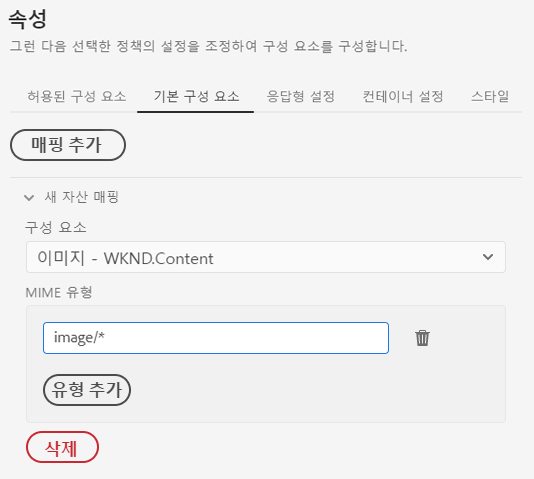 속성
그런 다음 선택한 정책의 설정을 조정하여 구성 요소를 구성합니다.
허용된 구성 요소 기본 구성 요소 응답형 설정 컨테이너 설정 스타일
매핑 추가
새 자산 매핑
구성 요소
이미지 - WKND.Content
MIME 유형
image/*
유형 추가
삭제